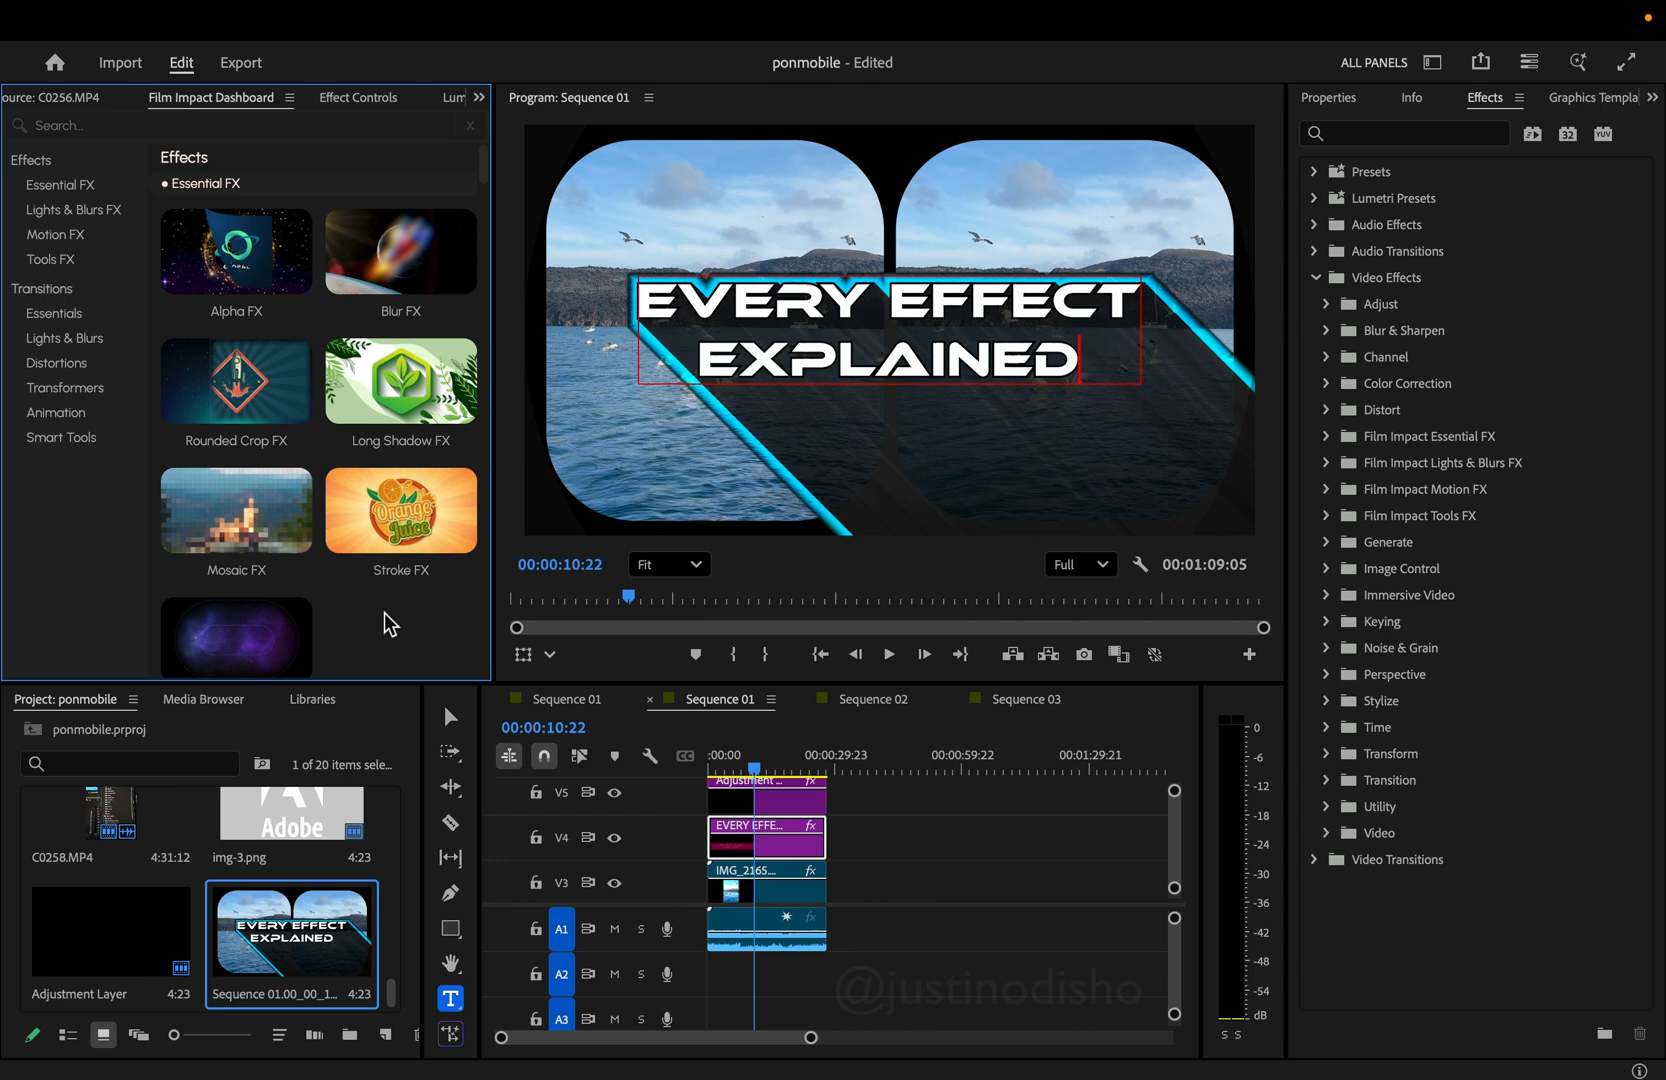 Import Edit Export
ponmobile - Edited
ALL PANELS
ource: C0256.MP4 Film Impact Dashboard Effect Controls Lum
Search... X
Effects
Essential FX
Lights & Blurs FX
Motion FX
Tools FX
Transitions
Essentials
Lights & Blurs
Distortions
Transformers
Animation
Smart Tools
Effects
Essential FX
Alpha FX Blur FX
Rounded Crop FX Long Shadow FX
Orange
Juice
Mosaic FX Stroke FX
Program: Sequence 01
EVERY EFFECT
EXPLAINED
00:00:10:22 Fit Full 00:01:09:05
Properties Info Effects Graphics Templa
32 YUV
Presets
Lumetri Presets
Audio Effects
Audio Transitions
Video Effects
Adjust
Blur & Sharpen
Channel
Color Correction
Distort
Film Impact Essential FX
Film Impact Lights & Blurs FX
Film Impact Motion FX
Film Impact Tools FX
Generate
Image Control
Immersive Video
Keying
Noise & Grain
Perspective
Stylize
Time
Transform
Transition
Utility
Video
Video Transitions
Project: ponmobile Media Browser Libraries
ponmobile.prproj
1 of 20 items sele...
Adobe
C0258.MP4 4:31:12 img-3.png 4:23
EVERY EFFECT
EXPLAINED
Adjustment Layer 4:23 Sequence 01.00_00_1... 4:23
T
Sequence 01 × Sequence 01 Sequence 02 Sequence 03
00:00:10:22
CC :00:00 00:00:29:23 00:00:59:22 00:01:29:21
V5 Adjustment ... fx
V4 EVERY EFFE... fx
V3 IMG_2165.... fx
A1 M S fx
A2 M S
A3 M S
@justinodisho
0
-6
-12
-18
-24
-30
-36
-42
-48
-54
dB
S S